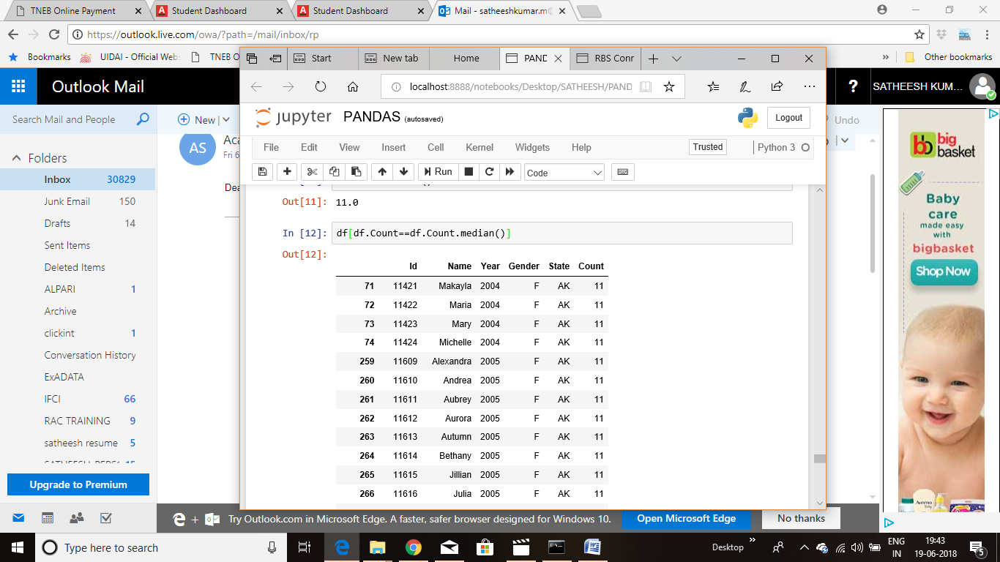 TNEB Online Payment
Student Dashboard
Student Dashboard
Mail - satheeshkumar.m@
https://outlook.live.com/owa/?path=/mail/inbox/rp
Bookmarks
UIDAI - Official Web
TNEB O
»
Other bookmarks
Start
New tab
Home
PAND
RBS Conr
localhost:8888/notebooks/Desktop/SATHEESH/PAND
Outlook Mail
?
SATHEESH KUM...
Search Mail and People
New
Undo
jupyter PANDAS (autosaved)
Logout
File Edit View Insert Cell Kernel Widgets Help
Trusted
Python 3
Run
Code
AS
Aca
Fri 6
Dea
Folders
Inbox 30829
Junk Email 150
Drafts 14
Sent Items
Deleted Items
ALPARI 1
Archive
clickint 1
Conversation History
ExADATA
IFCI 66
RAC TRAINING 9
satheesh resume 5
Upgrade to Premium
Out[11]: 11.0
In [12]: df[df.Count==df.Count.median()]
Out[12]:
Id Name Year Gender State Count
71 11421 Makayla 2004 F AK 11
72 11422 Maria 2004 F AK 11
73 11423 Mary 2004 F AK 11
74 11424 Michelle 2004 F AK 11
259 11609 Alexandra 2005 F AK 11
260 11610 Andrea 2005 F AK 11
261 11611 Aubrey 2005 F AK 11
262 11612 Aurora 2005 F AK 11
263 11613 Autumn 2005 F AK 11
264 11614 Bethany 2005 F AK 11
265 11615 Jillian 2005 F AK 11
266 11616 Julia 2005 F AK 11
bb big
basket
Baby
care
made easy
with
bigbasket
Shop Now
Aveeno
Baby
Try Outlook.com in Microsoft Edge. A faster, safer browser designed for Windows 10.
Open Microsoft Edge
No thanks
Type here to search
Desktop
»
ENG
IN
19:43
19-06-2018
5